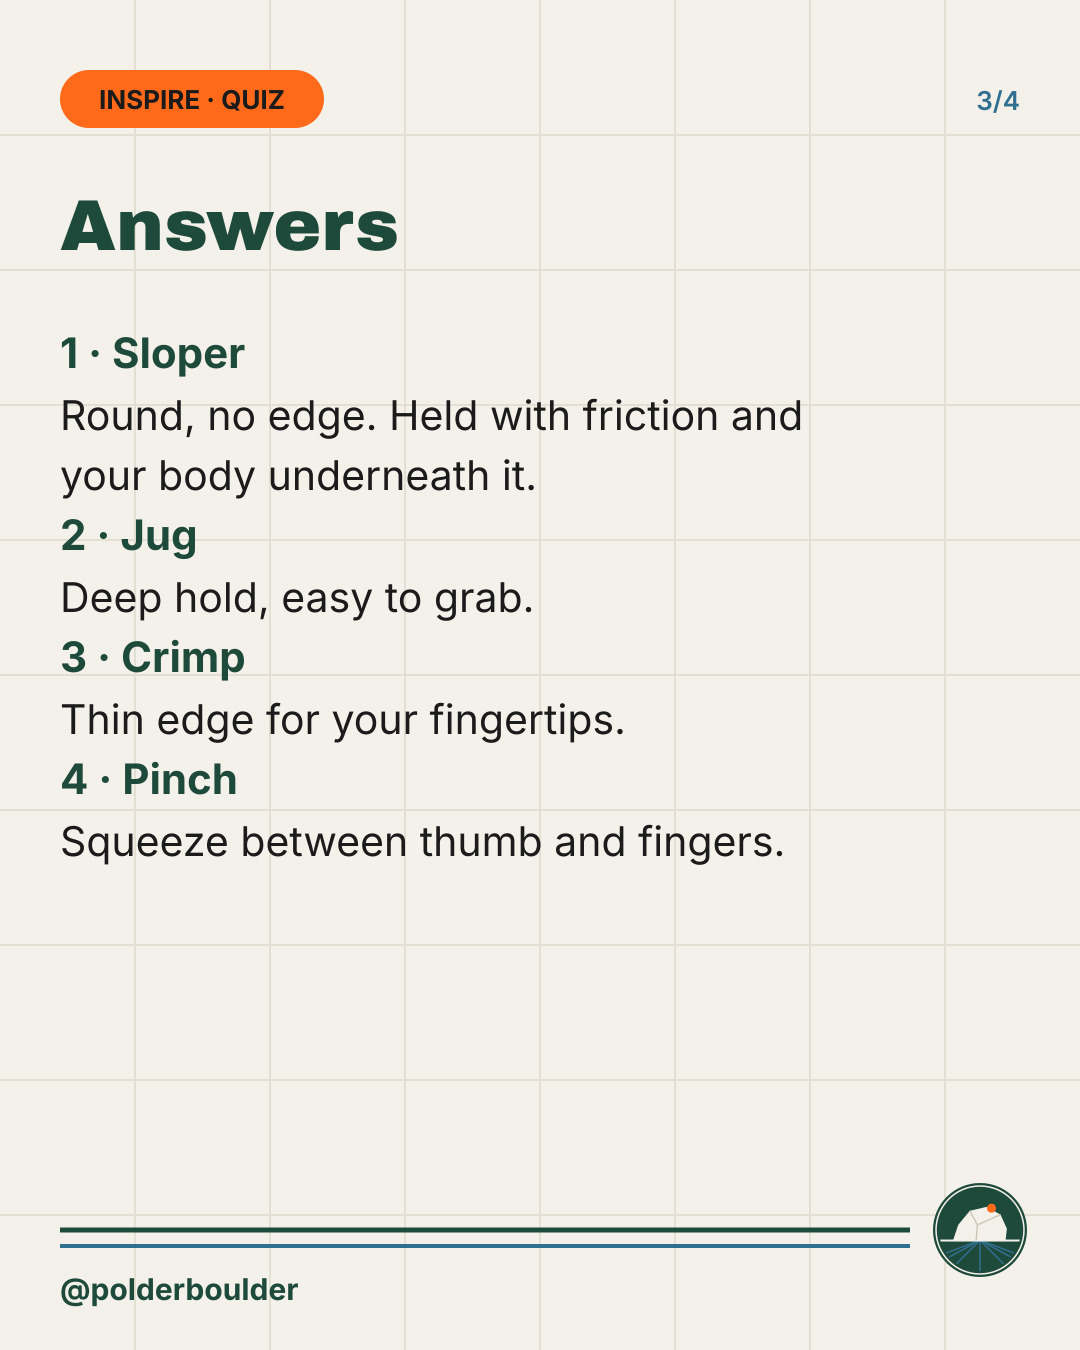 INSPIRE · QUIZ
3/4
Answers
1 · Sloper
Round, no edge. Held with friction and
your body underneath it.
2 · Jug
Deep hold, easy to grab.
3 · Crimp
Thin edge for your fingertips.
4 · Pinch
Squeeze between thumb and fingers.
@polderboulder